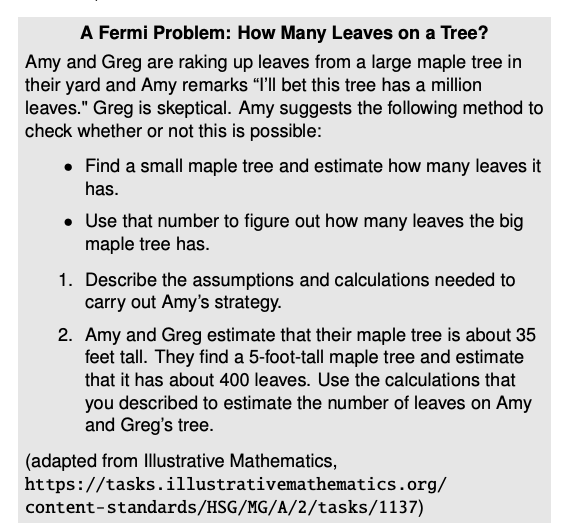 A Fermi Problem: How Many Leaves on a Tree?
Amy and Greg are raking up leaves from a large maple tree in
their yard and Amy remarks “I’ll bet this tree has a million
leaves." Greg is skeptical. Amy suggests the following method to
check whether or not this is possible:
• Find a small maple tree and estimate how many leaves it
has.
• Use that number to figure out how many leaves the big
maple tree has.
1. Describe the assumptions and calculations needed to
carry out Amy’s strategy.
2. Amy and Greg estimate that their maple tree is about 35
feet tall. They find a 5-foot-tall maple tree and estimate
that it has about 400 leaves. Use the calculations that
you described to estimate the number of leaves on Amy
and Greg’s tree.
(adapted from Illustrative Mathematics,
https://tasks.illustrativemathematics.org/
content-standards/HSG/MG/A/2/tasks/1137)